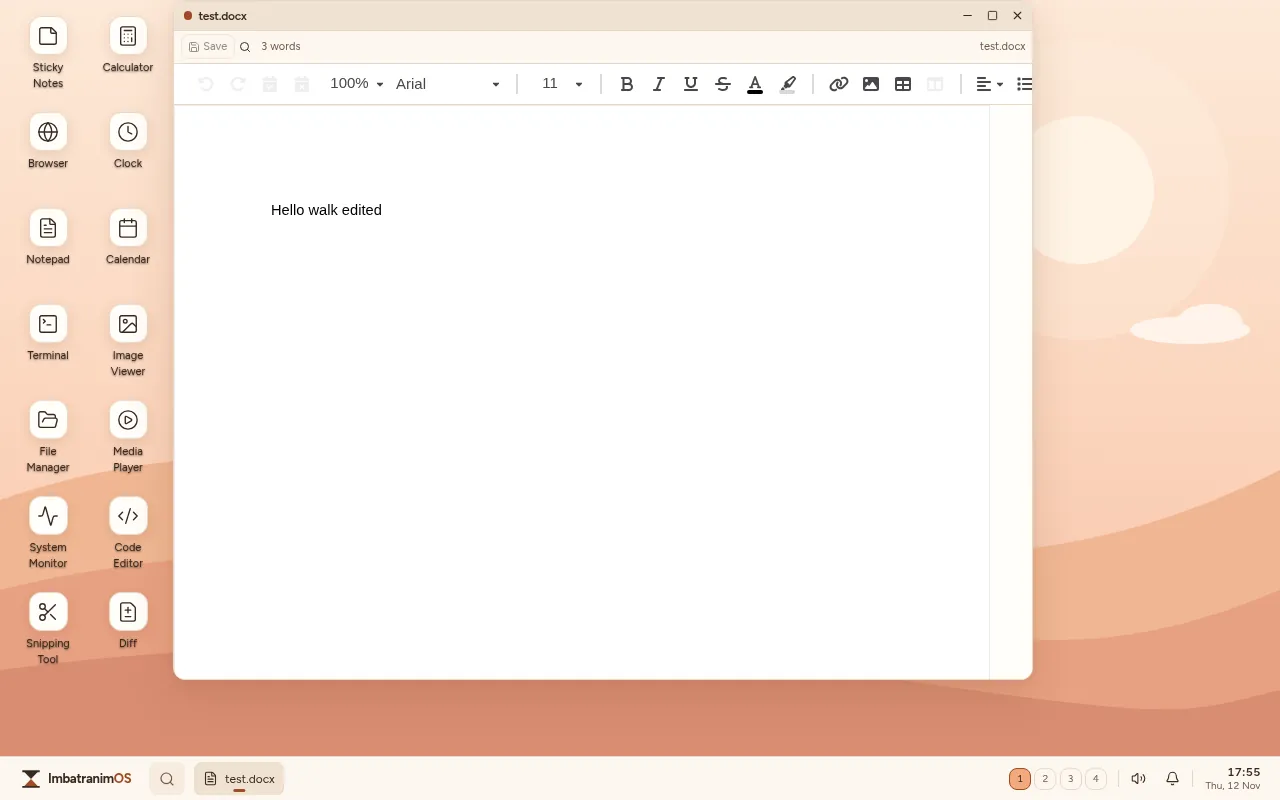 test.docx
Save
3 words
test.docx
100%
Arial
11
Hello walk edited
Sticky
Notes
Calculator
Browser
Clock
Notepad
Calendar
Terminal
Image
Viewer
File
Manager
Media
Player
System
Monitor
Code
Editor
Snipping
Tool
Diff
ImbatranimOS
test.docx
1
2
3
4
17:55
Thu, 12 Nov